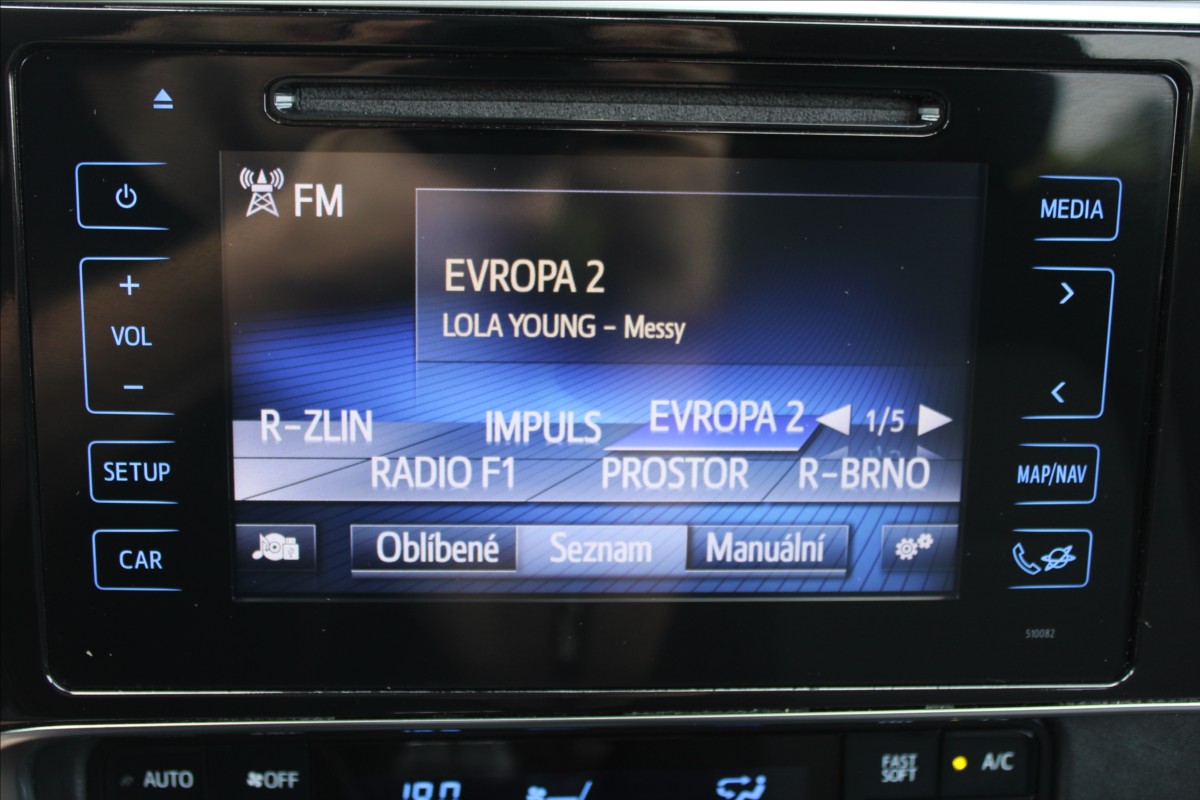 FM
MEDIA
EVROPA 2
LOLA YOUNG - Messy
+
VOL
-
R-ZLIN IMPULS EVROPA 2 1/5
RADIO F1 PROSTOR R-BRNO
SETUP
MAP/NAV
Oblíbené Seznam Manuální
CAR
510082
AUTO OFF FAST SOFT A/C